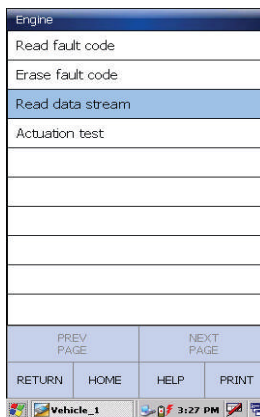 Engine
Read fault code
Erase fault code
Read data stream
Actuation test
PREV PAGE
NEXT PAGE
RETURN HOME HELP PRINT
Vehicle_1 3:27 PM